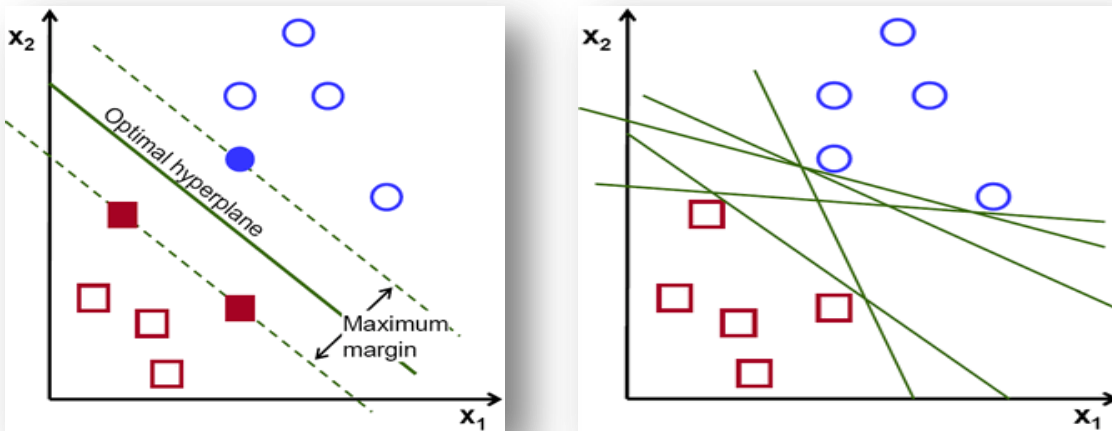 x₂
Optimal hyperplane
Maximum
margin
x₁
x₂
x₁